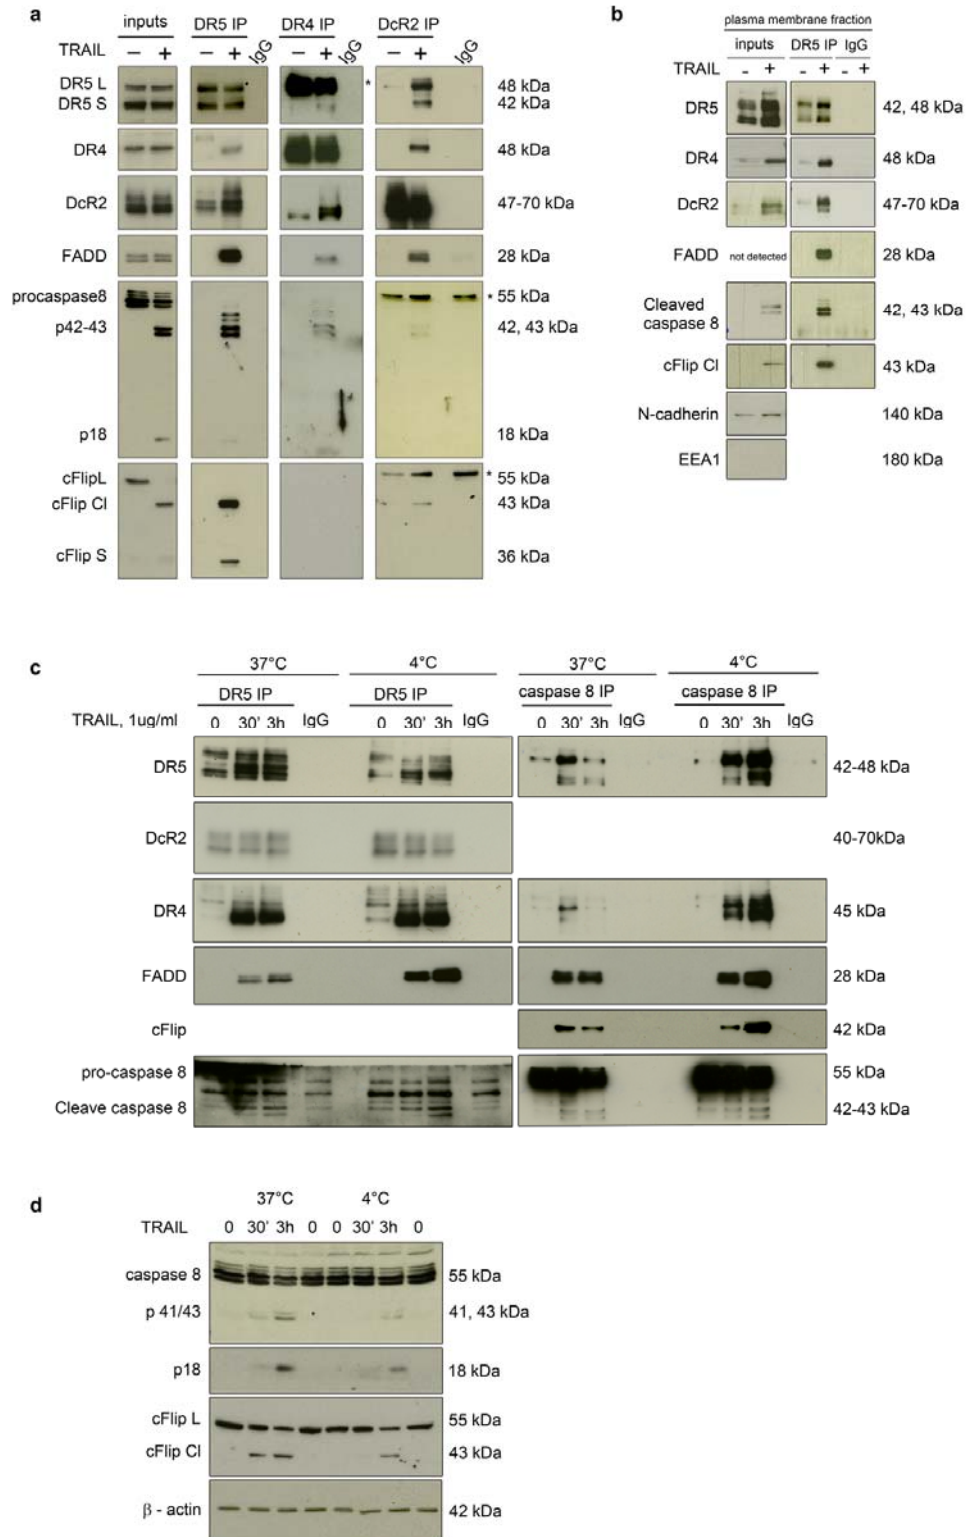 a
inputs DR5 IP DR4 IP DcR2 IP
TRAIL − + − + IgG − + − + IgG
DR5 L * * 48 kDa
DR5 S 42 kDa
DR4 48 kDa
DcR2 47-70 kDa
FADD 28 kDa
procaspase8 * 55 kDa
p42-43 42, 43 kDa
p18 18 kDa
cFlipL * 55 kDa
cFlip Cl 43 kDa
cFlip S 36 kDa
b
plasma membrane fraction
inputs DR5 IP IgG
TRAIL - + - + - +
DR5 42, 48 kDa
DR4 48 kDa
DcR2 47-70 kDa
FADD not detected 28 kDa
Cleaved
caspase 8 42, 43 kDa
cFlip Cl 43 kDa
N-cadherin 140 kDa
EEA1 180 kDa
c
37°C 4°C 37°C 4°C
DR5 IP DR5 IP caspase 8 IP caspase 8 IP
TRAIL, 1ug/ml 0 30' 3h IgG 0 30' 3h IgG 0 30' 3h IgG 0 30' 3h IgG
DR5 42-48 kDa
DcR2 40-70kDa
DR4 45 kDa
FADD 28 kDa
cFlip 42 kDa
pro-caspase 8 55 kDa
Cleave caspase 8 42-43 kDa
d
37°C 4°C
TRAIL 0 30' 3h 0 0 30' 3h 0
caspase 8 55 kDa
p 41/43 41, 43 kDa
p18 18 kDa
cFlip L 55 kDa
cFlip Cl 43 kDa
β - actin 42 kDa